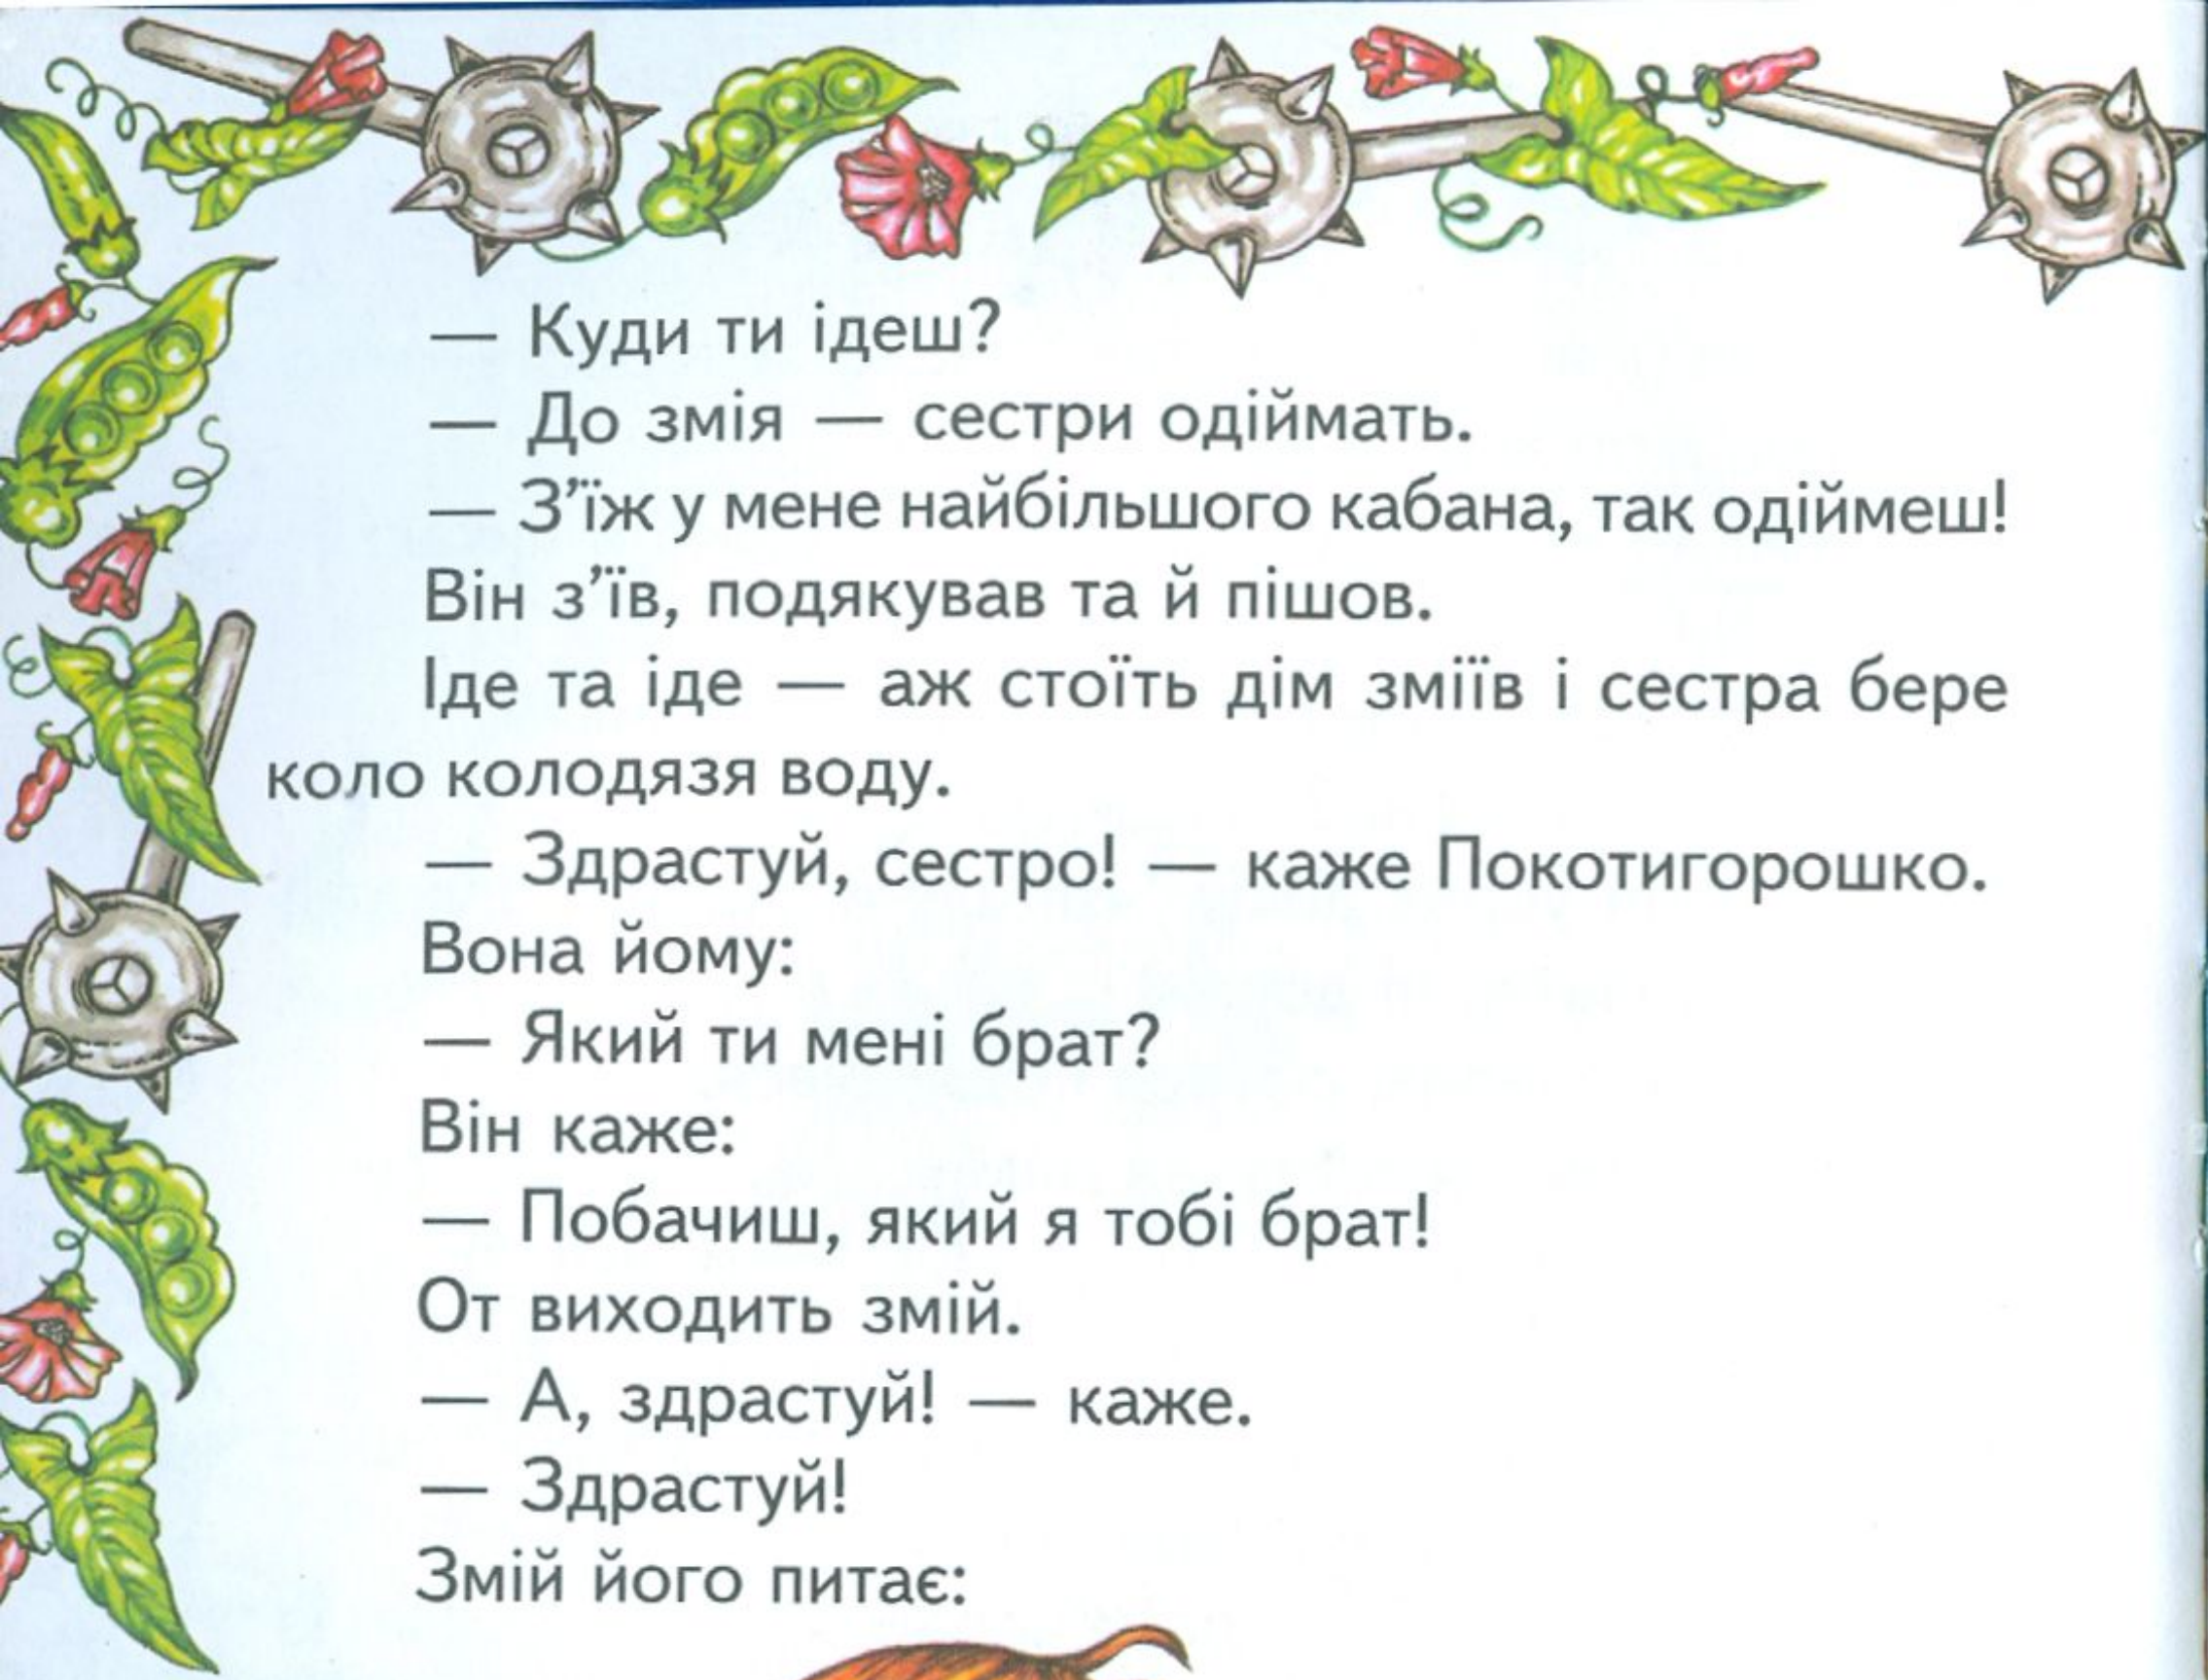 — Куди ти ідеш?
— До змія — сестри одіймать.
— З’їж у мене найбільшого кабана, так одіймеш!
Він з’їв, подякував та й пішов.
Іде та іде — аж стоїть дім зміїв і сестра бере
коло колодязя воду.
— Здрастуй, сестро! — каже Покотигорошко.
Вона йому:
— Який ти мені брат?
Він каже:
— Побачиш, який я тобі брат!
От виходить змій.
— А, здрастуй! — каже.
— Здрастуй!
Змій його питає: